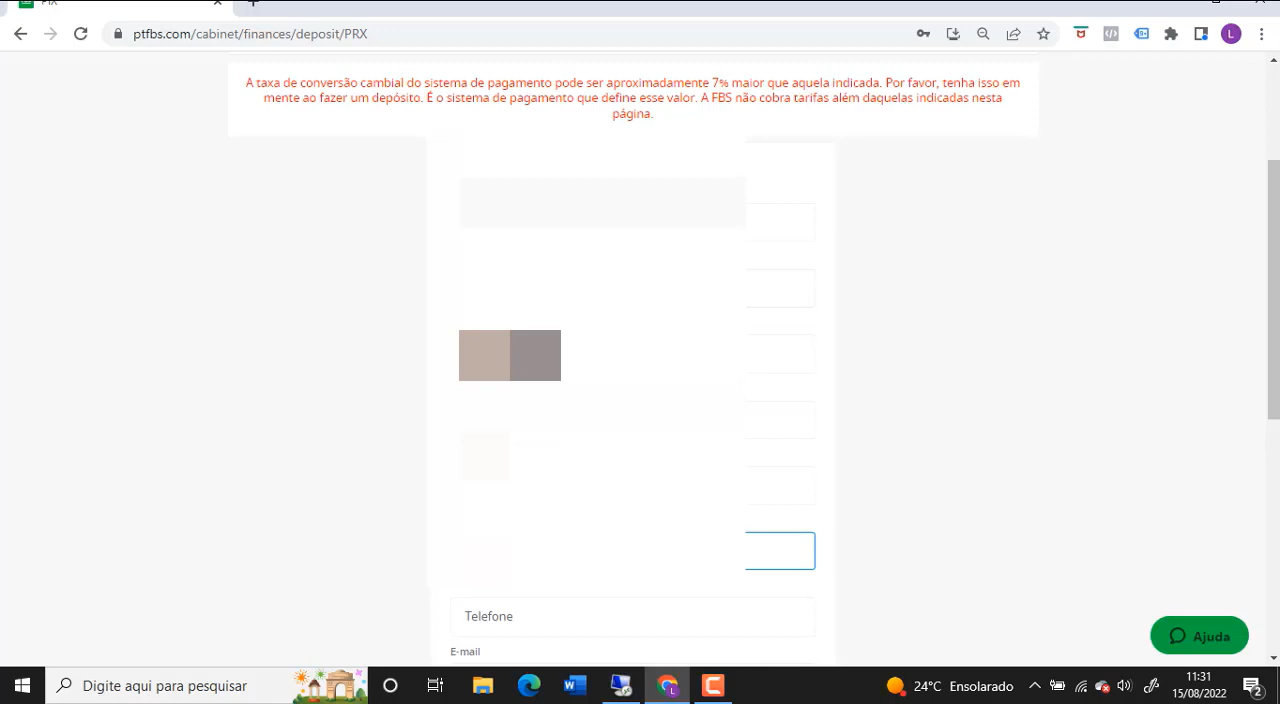 PIX
ptfbs.com/cabinet/finances/deposit/PRX
L
A taxa de conversão cambial do sistema de pagamento pode ser aproximadamente 7% maior que aquela indicada. Por favor, tenha isso em
mente ao fazer um depósito. É o sistema de pagamento que define esse valor. A FBS não cobra tarifas além daquelas indicadas nesta
página.
Telefone
E-mail
Ajuda
Digite aqui para pesquisar
24°C Ensolarado
11:31
15/08/2022
2